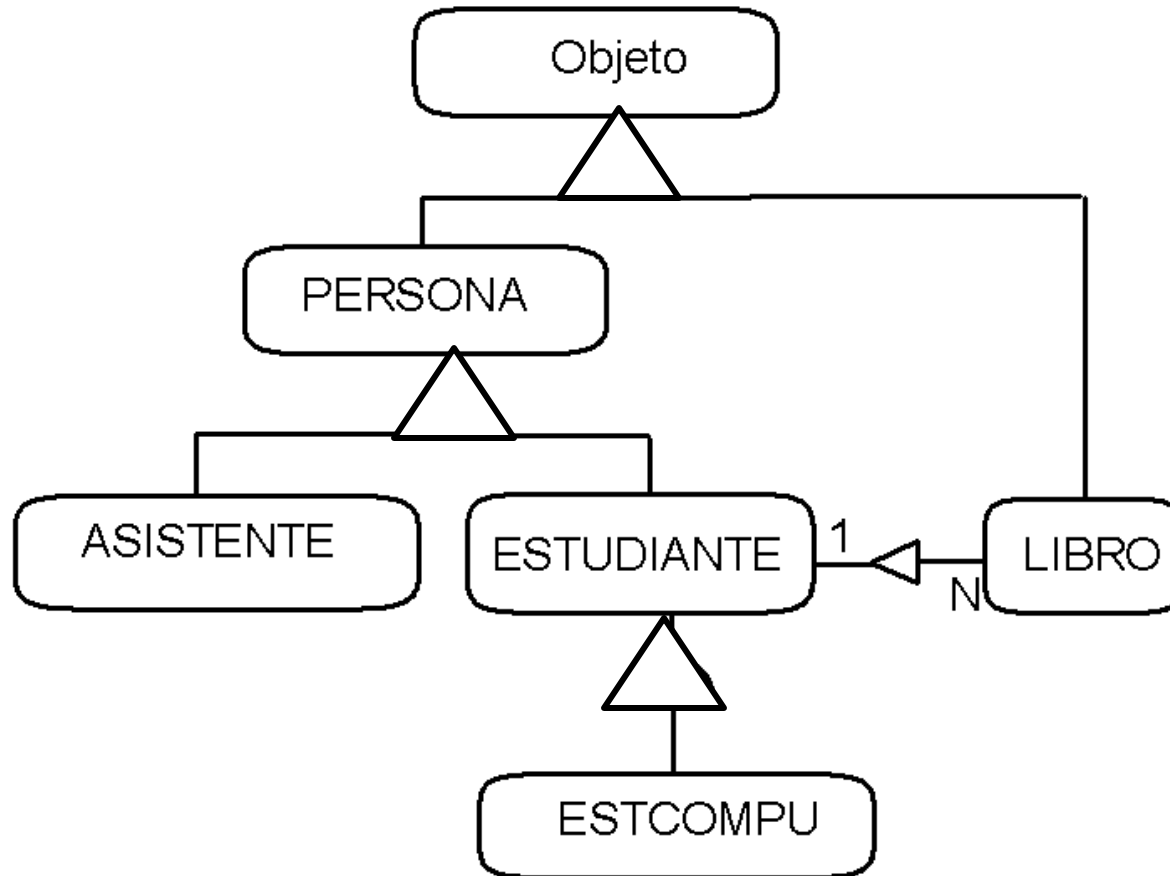 Objeto
PERSONA
ASISTENTE
ESTUDIANTE
1
N
LIBRO
ESTCOMPU